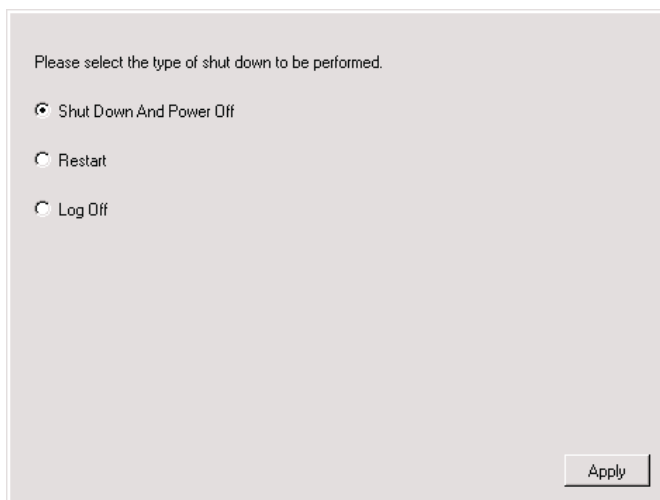 Please select the type of shut down to be performed.
Shut Down And Power Off
Restart
Log Off
Apply